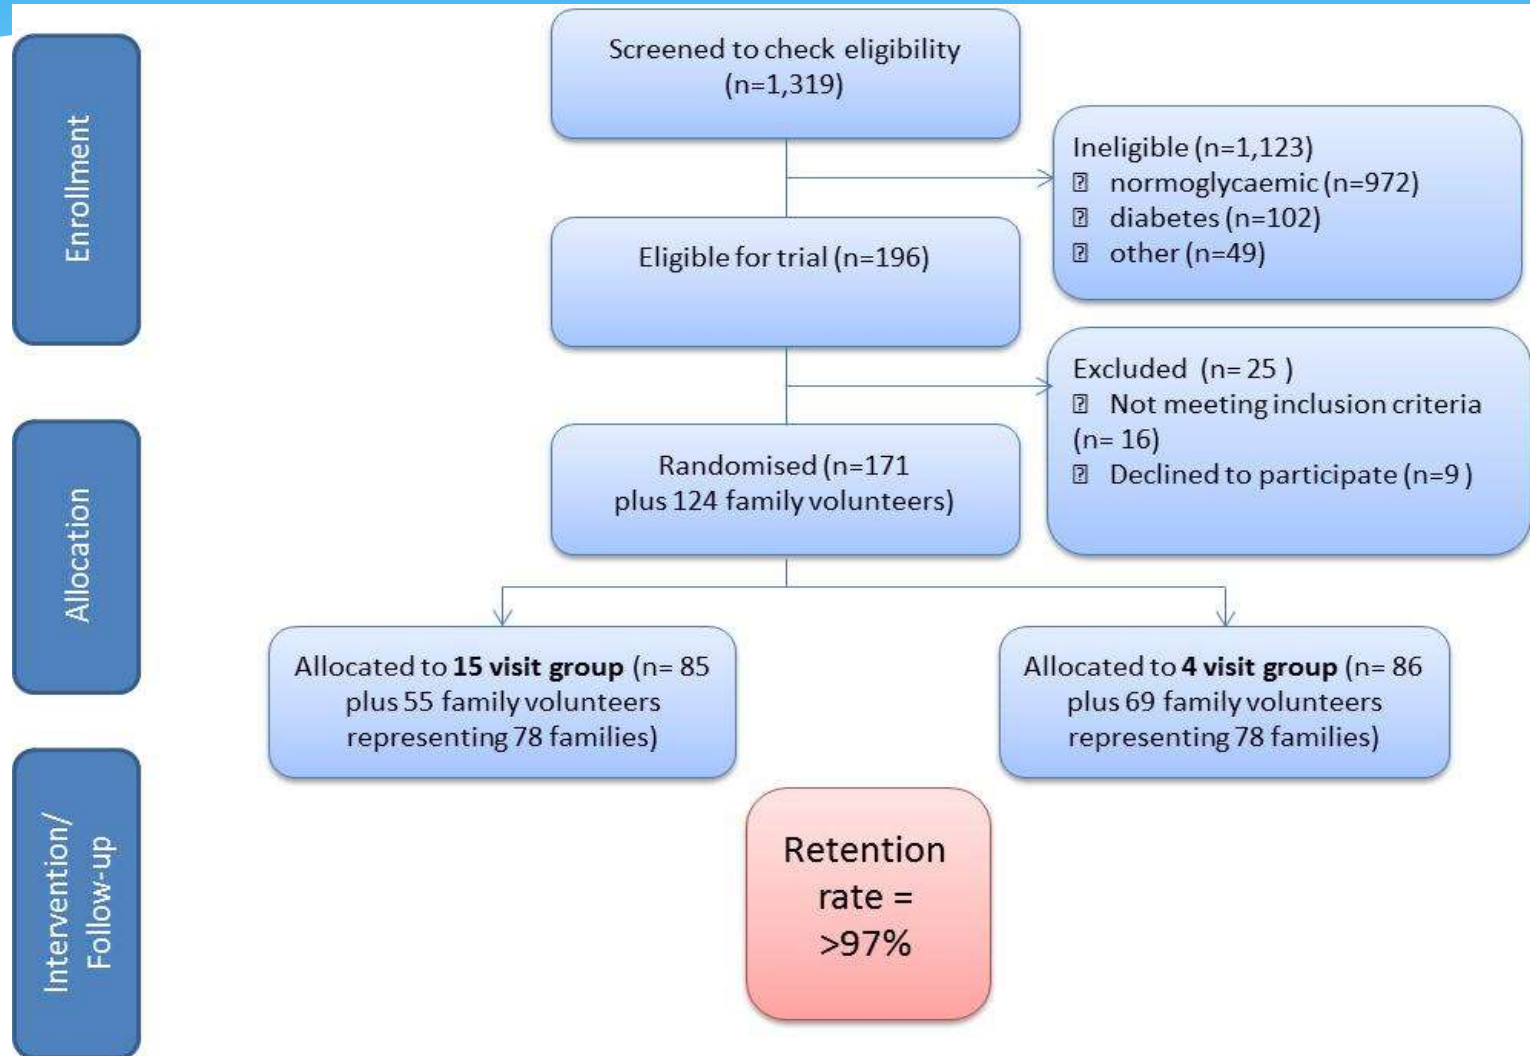 Enrollment
Screened to check eligibility
(n=1,319)
Ineligible (n=1,123)
⍰ normoglycaemic (n=972)
⍰ diabetes (n=102)
⍰ other (n=49)
Eligible for trial (n=196)
Excluded (n= 25 )
⍰ Not meeting inclusion criteria
(n= 16)
⍰ Declined to participate (n=9 )
Allocation
Randomised (n=171
plus 124 family volunteers)
Allocated to 15 visit group (n= 85
plus 55 family volunteers
representing 78 families)
Allocated to 4 visit group (n= 86
plus 69 family volunteers
representing 78 families)
Intervention/
Follow-up
Retention
rate =
>97%